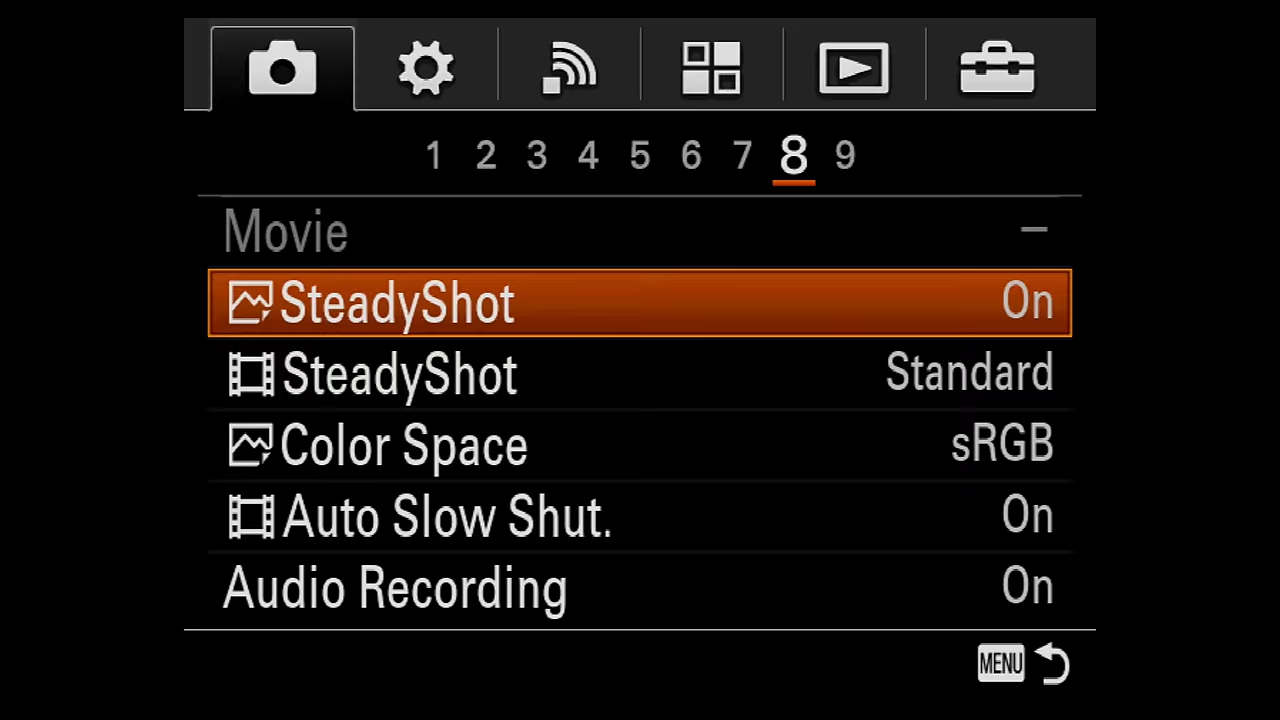 1 2 3 4 5 6 7 8 9
Movie –
SteadyShot On
SteadyShot Standard
Color Space sRGB
Auto Slow Shut. On
Audio Recording On
MENU